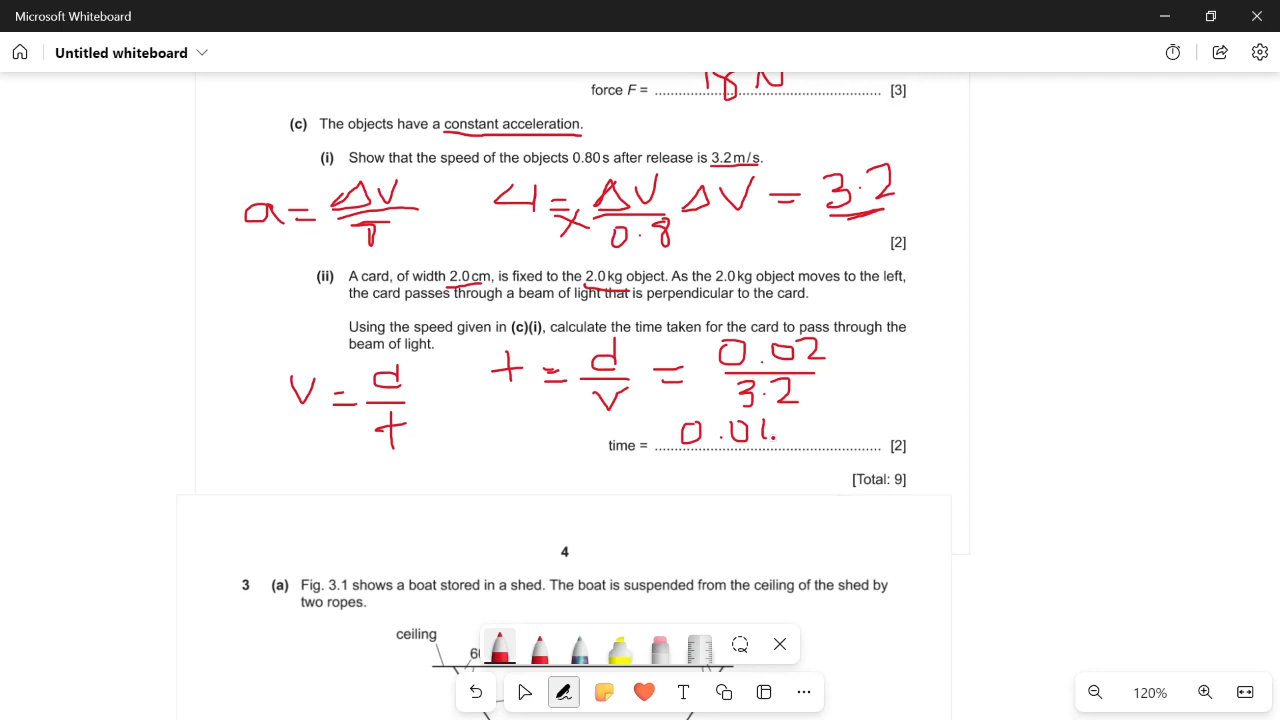 Microsoft Whiteboard
Untitled whiteboard
18 N
force F = ........................................................ [3]
(c) The objects have a constant acceleration.
(i) Show that the speed of the objects 0.80 s after release is 3.2 m/s.
a = ΔV/T 4 = ΔV/0.8 × ΔV = 3.2
[2]
(ii) A card, of width 2.0 cm, is fixed to the 2.0 kg object. As the 2.0 kg object moves to the left,
the card passes through a beam of light that is perpendicular to the card.
Using the speed given in (c)(i), calculate the time taken for the card to pass through the
beam of light.
v = d/t t = d/v = 0.02/3.2
time = 0.01. ........................................................ [2]
[Total: 9]
4
3 (a) Fig. 3.1 shows a boat stored in a shed. The boat is suspended from the ceiling of the shed by
two ropes.
ceiling
120%